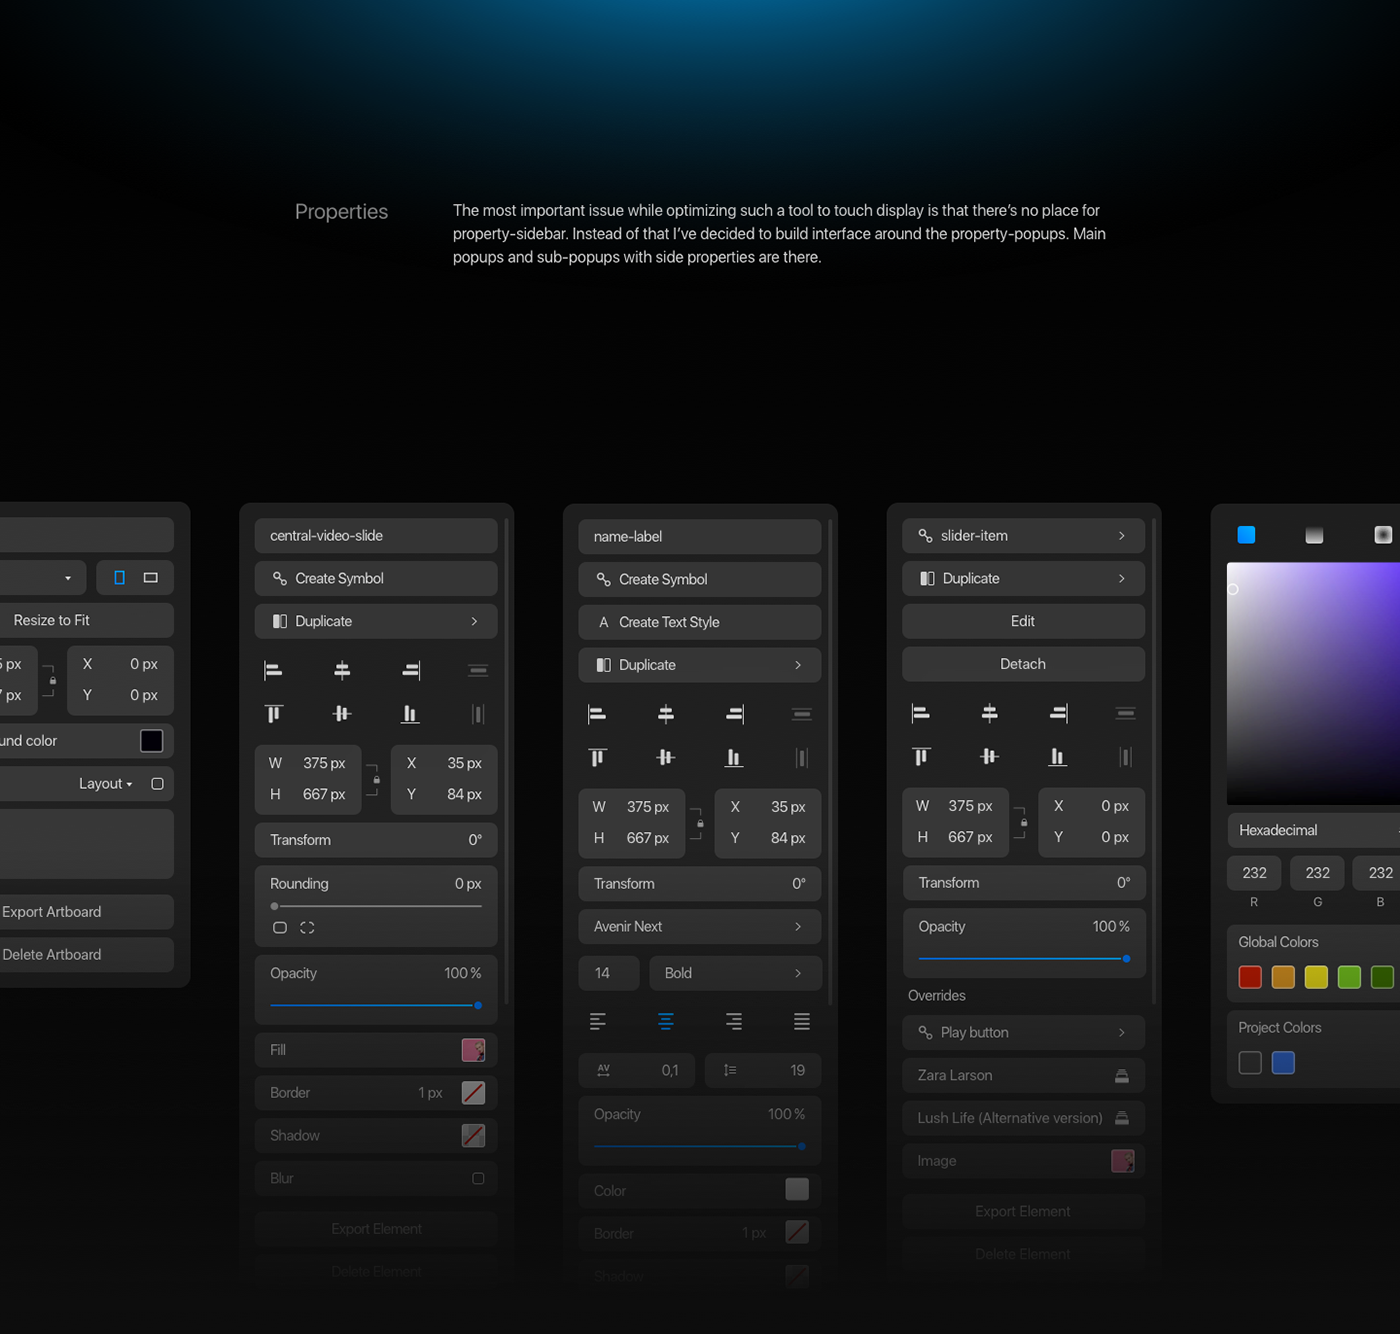 Properties
The most important issue while optimizing such a tool to touch display is that there's no place for
property-sidebar. Instead of that I've decided to build interface around the property-popups. Main
popups and sub-popups with side properties are there.
Resize to Fit
px
px
X 0 px
Y 0 px
color
Layout
Export Artboard
Delete Artboard
central-video-slide
Create Symbol
Duplicate
W 375 px
H 667 px
X 35 px
Y 84 px
Transform 0°
Rounding 0 px
Opacity 100 %
Fill
Border 1 px
Shadow
Blur
Export Element
Delete Element
name-label
Create Symbol
A Create Text Style
Duplicate
W 375 px
H 667 px
X 35 px
Y 84 px
Transform 0°
Avenir Next
14 Bold
AV 0,1
19
Opacity 100 %
Color
Border 1 px
Shadow
slider-item
Duplicate
Edit
Detach
W 375 px
H 667 px
X 0 px
Y 0 px
Transform 0°
Opacity 100 %
Overrides
Play button
Zara Larson
Lush Life (Alternative version)
Image
Export Element
Delete Element
Hexadecimal
232 232 232
R G B
Global Colors
Project Colors